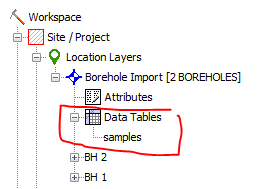 Workspace
Site / Project
Location Layers
Borehole Import [2 BOREHOLES]
Attributes
Data Tables
samples
BH 2
BH 1